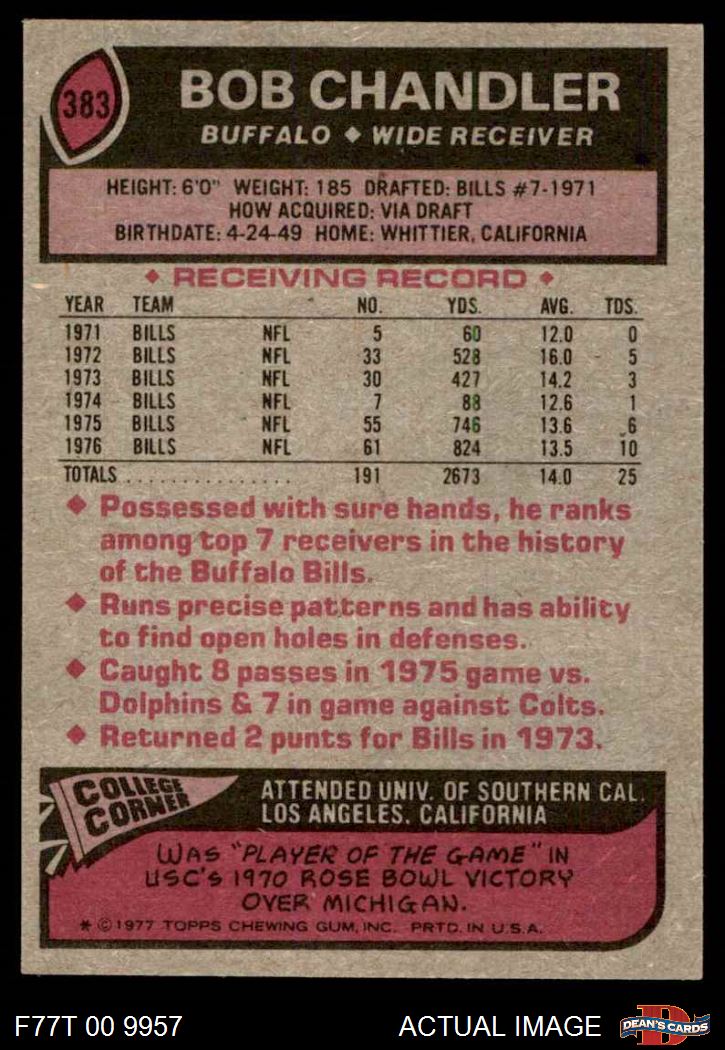 383
BOB CHANDLER
BUFFALO ◆ WIDE RECEIVER
HEIGHT: 6'0" WEIGHT: 185 DRAFTED: BILLS #7-1971
HOW ACQUIRED: VIA DRAFT
BIRTHDATE: 4-24-49 HOME: WHITTIER, CALIFORNIA
◆ RECEIVING RECORD ◆
YEAR TEAM NO. YDS. AVG. TDS.
1971 BILLS NFL 5 60 12.0 0
1972 BILLS NFL 33 528 16.0 5
1973 BILLS NFL 30 427 14.2 3
1974 BILLS NFL 7 88 12.6 1
1975 BILLS NFL 55 746 13.6 6
1976 BILLS NFL 61 824 13.5 10
TOTALS ............... 191 2673 14.0 25
◆ Possessed with sure hands, he ranks
among top 7 receivers in the history
of the Buffalo Bills.
◆ Runs precise patterns and has ability
to find open holes in defenses.
◆ Caught 8 passes in 1975 game vs.
Dolphins & 7 in game against Colts.
◆ Returned 2 punts for Bills in 1973.
COLLEGE
CORNER
ATTENDED UNIV. OF SOUTHERN CAL.
LOS ANGELES, CALIFORNIA
WAS "PLAYER OF THE GAME" IN
USC'S 1970 ROSE BOWL VICTORY
OVER MICHIGAN.
* © 1977 TOPPS CHEWING GUM, INC. PRTD. IN U.S.A.
F77T 00 9957
ACTUAL IMAGE
D
DEAN'S CARDS